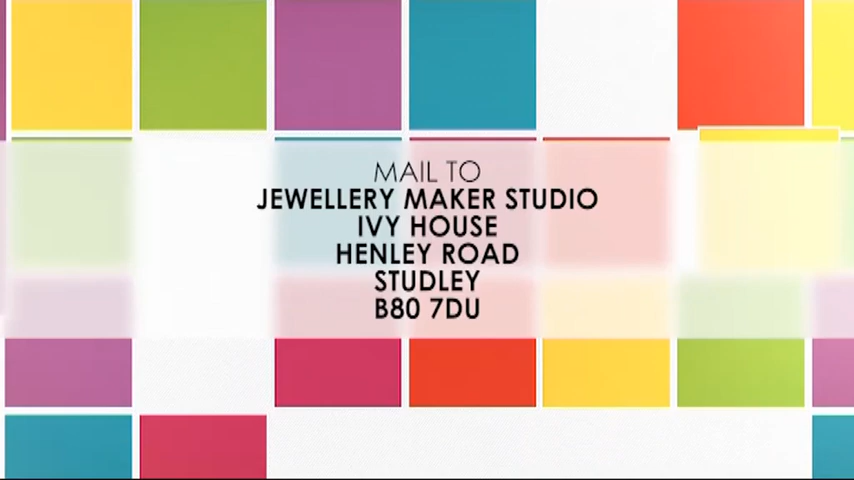 MAIL TO
JEWELLERY MAKER STUDIO
IVY HOUSE
HENLEY ROAD
STUDLEY
B80 7DU